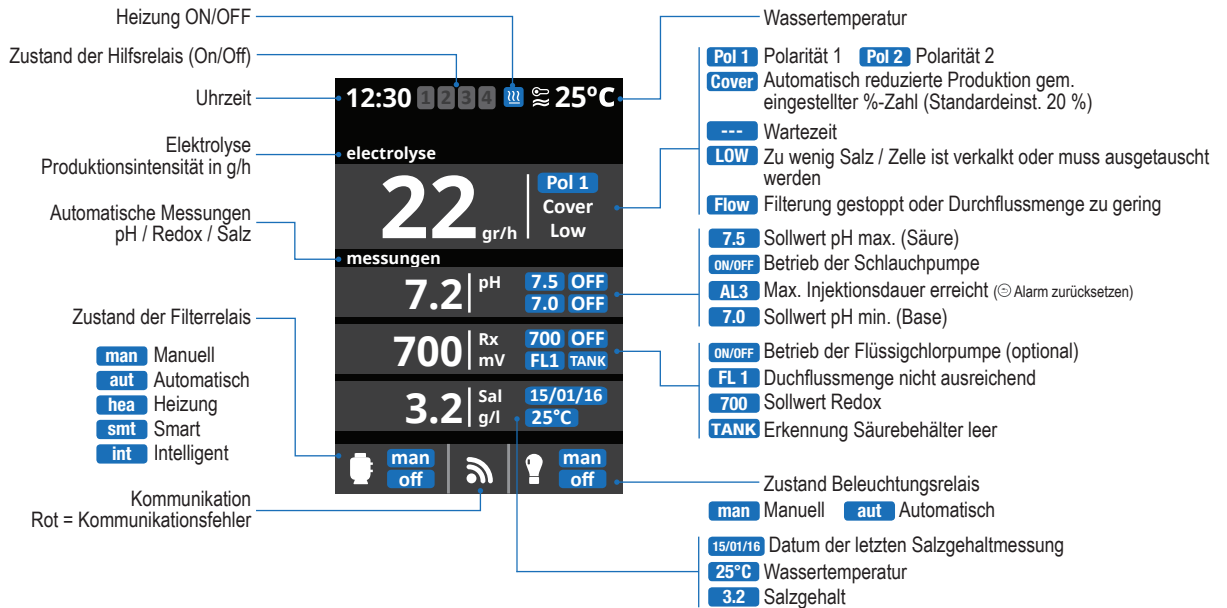 Heizung ON/OFF
Zustand der Hilfsrelais (On/Off)
Uhrzeit
Elektrolyse
Produktionsintensität in g/h
Automatische Messungen
pH / Redox / Salz
Zustand der Filterrelais
man Manuell
aut Automatisch
hea Heizung
smt Smart
int Intelligent
Kommunikation
Rot = Kommunikationsfehler
12:30 1 2 3 4 25°C
electrolyse
22 gr/h
Pol 1
Cover
Low
messungen
7.2 pH 7.5 OFF
7.0 OFF
700 Rx mV 700 OFF
FL1 TANK
3.2 Sal g/l 15/01/16
25°C
man
off
man
off
Wassertemperatur
Pol 1 Polarität 1 Pol 2 Polarität 2
Cover Automatisch reduzierte Produktion gem.
eingestellter %-Zahl (Standardeinst. 20 %)
--- Wartezeit
LOW Zu wenig Salz / Zelle ist verkalkt oder muss ausgetauscht
werden
Flow Filterung gestoppt oder Durchflussmenge zu gering
7.5 Sollwert pH max. (Säure)
ON/OFF Betrieb der Schlauchpumpe
AL3 Max. Injektionsdauer erreicht (Alarm zurücksetzen)
7.0 Sollwert pH min. (Base)
ON/OFF Betrieb der Flüssigchlorpumpe (optional)
FL 1 Duchflussmenge nicht ausreichend
700 Sollwert Redox
TANK Erkennung Säurebehälter leer
Zustand Beleuchtungsrelais
man Manuell aut Automatisch
15/01/16 Datum der letzten Salzgehaltmessung
25°C Wassertemperatur
3.2 Salzgehalt